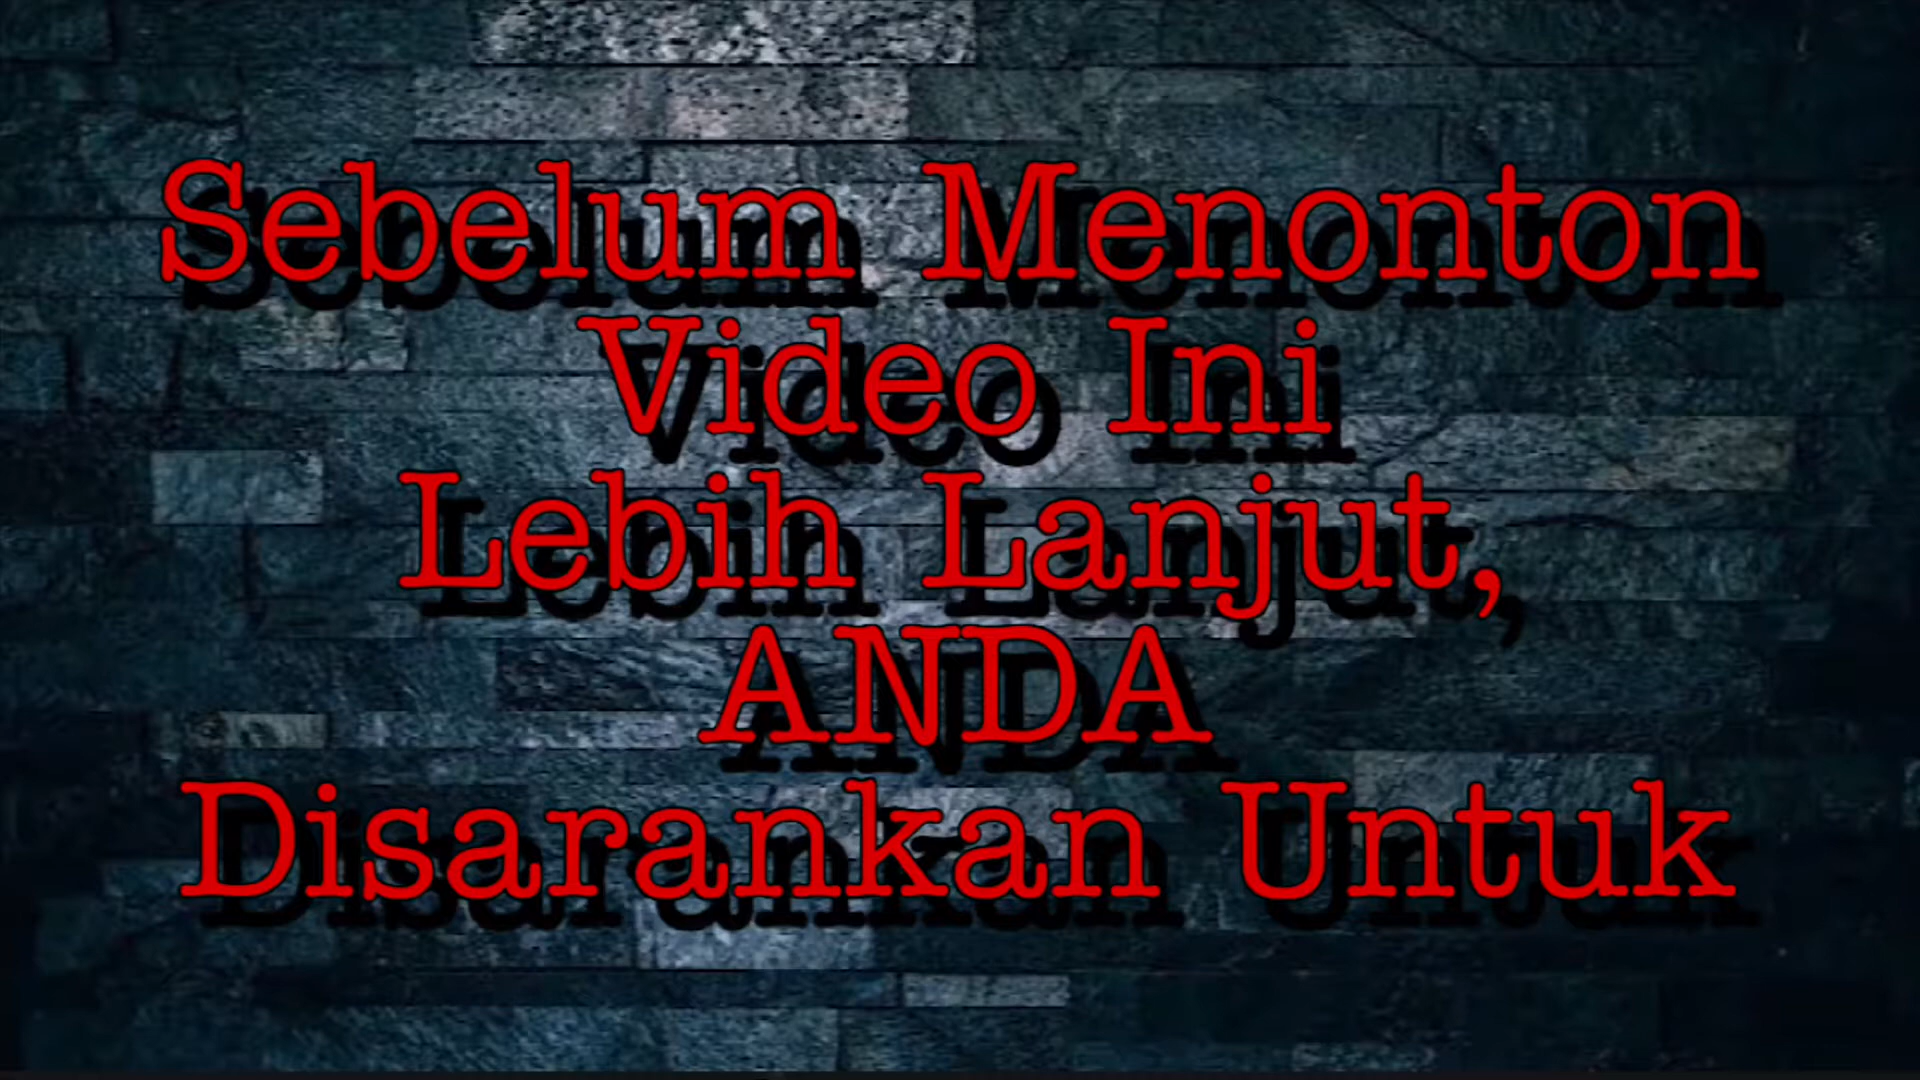 Sebelum Menonton
Video Ini
Lebih Lanjut,
ANDA
Disarankan Untuk